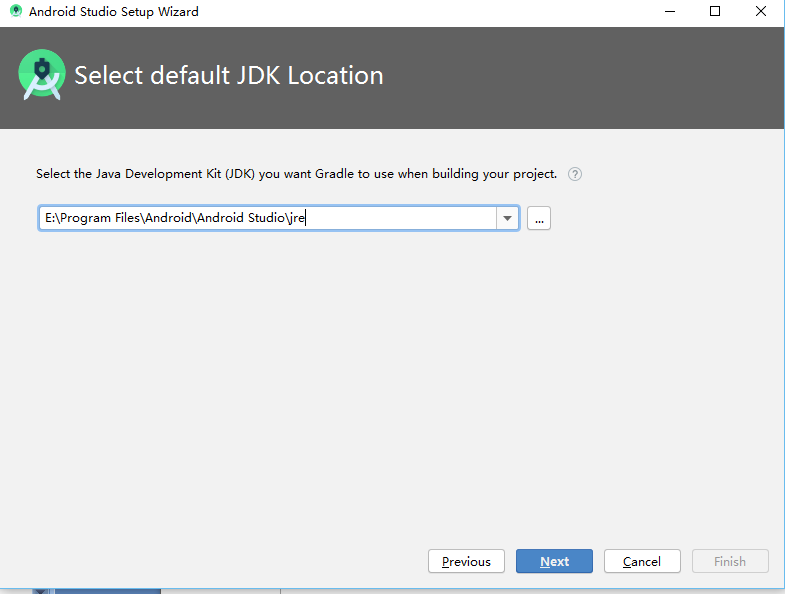 Android Studio Setup Wizard
Select default JDK Location
Select the Java Development Kit (JDK) you want Gradle to use when building your project. ?
E:\Program Files\Android\Android Studio\jre ...
Previous Next Cancel Finish